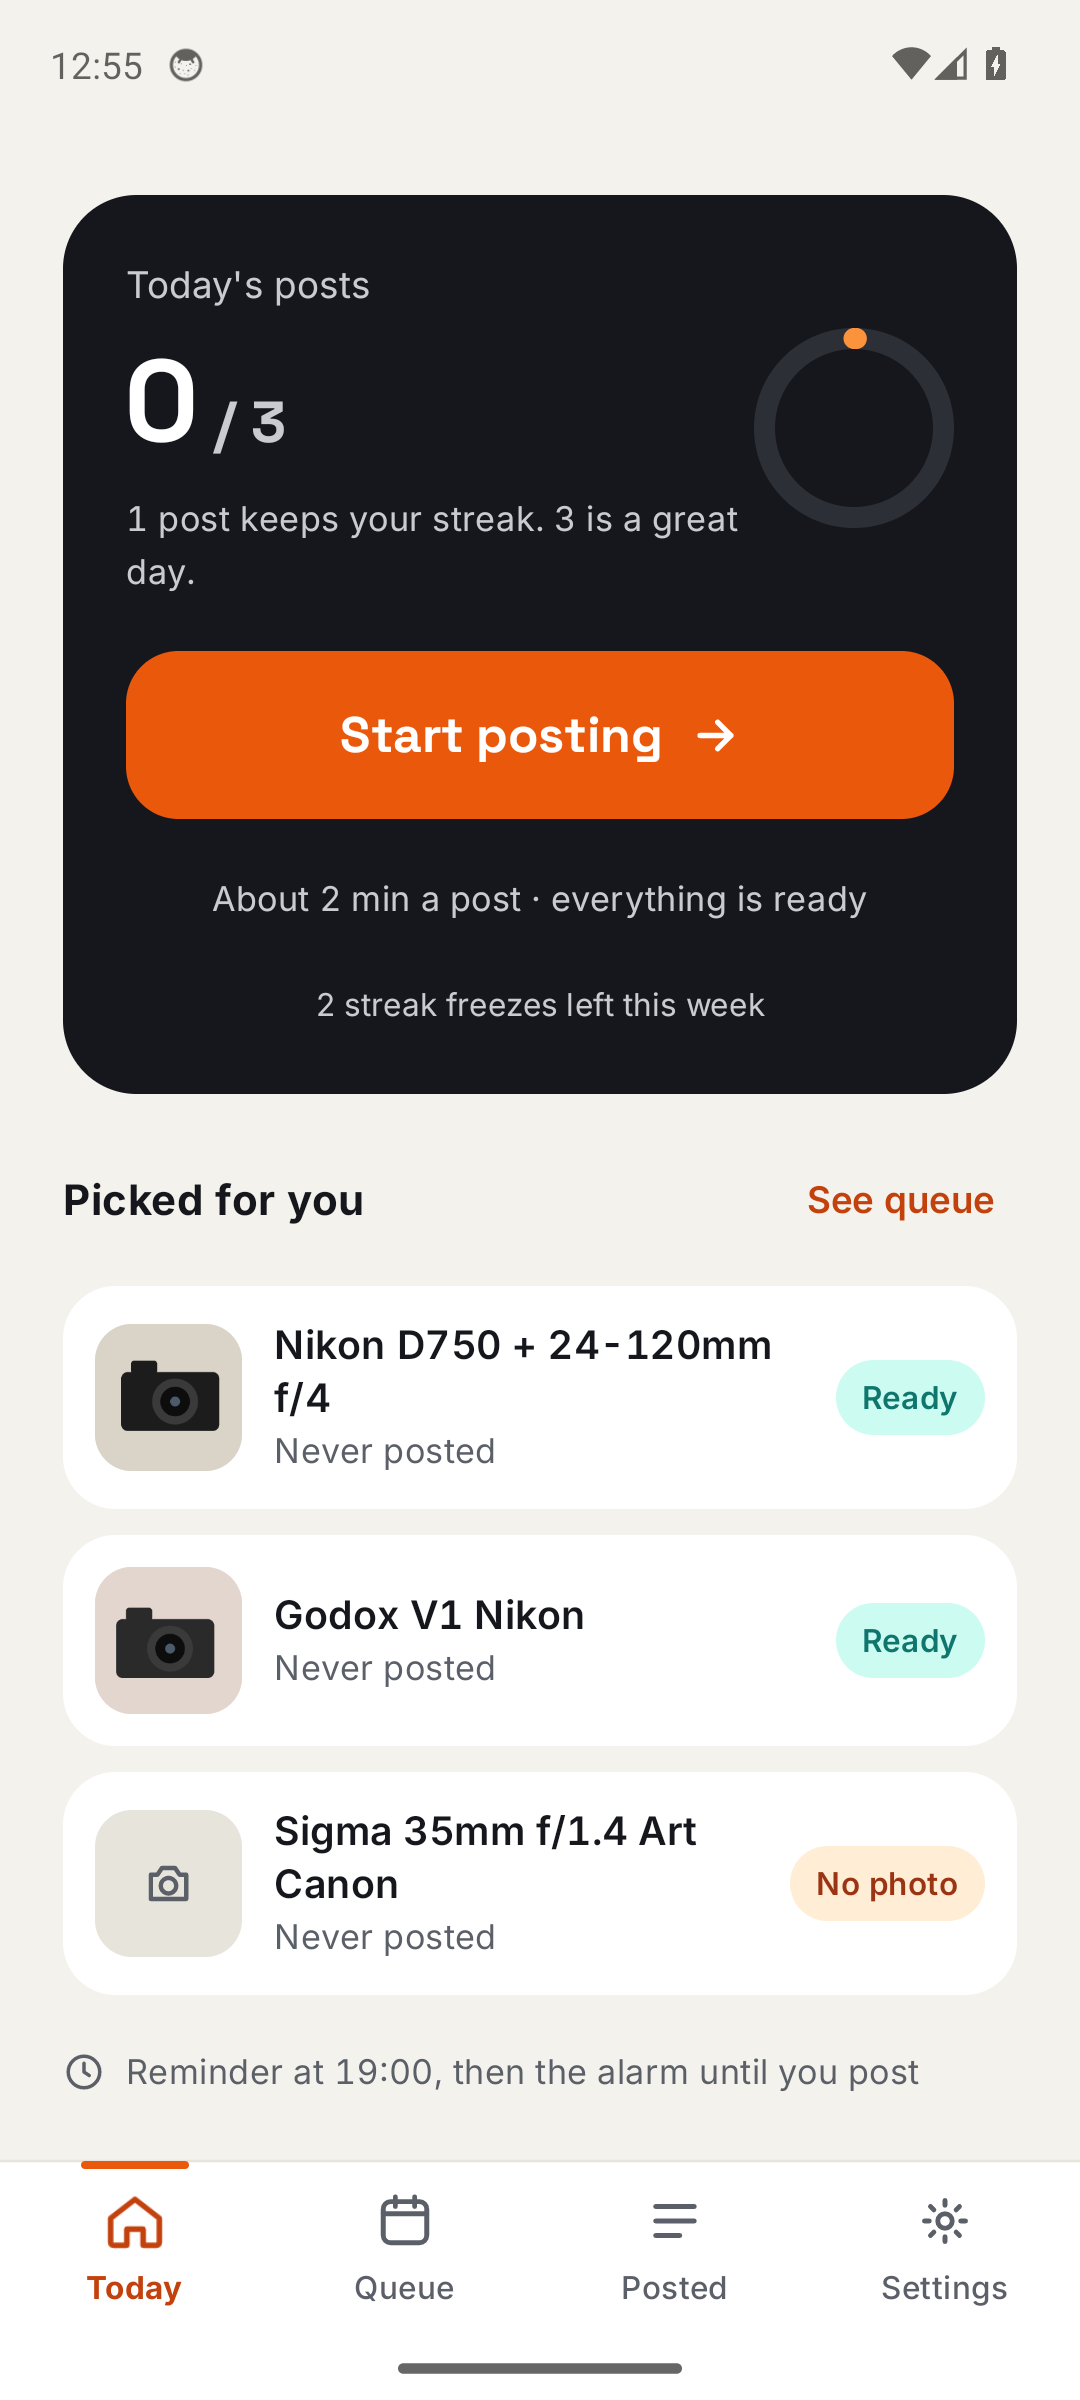 12:55
Today's posts
0 / 3
1 post keeps your streak. 3 is a great
day.
Start posting →
About 2 min a post · everything is ready
2 streak freezes left this week
Picked for you
See queue
Nikon D750 + 24-120mm
f/4
Never posted
Ready
Godox V1 Nikon
Never posted
Ready
Sigma 35mm f/1.4 Art
Canon
Never posted
No photo
Reminder at 19:00, then the alarm until you post
Today
Queue
Posted
Settings